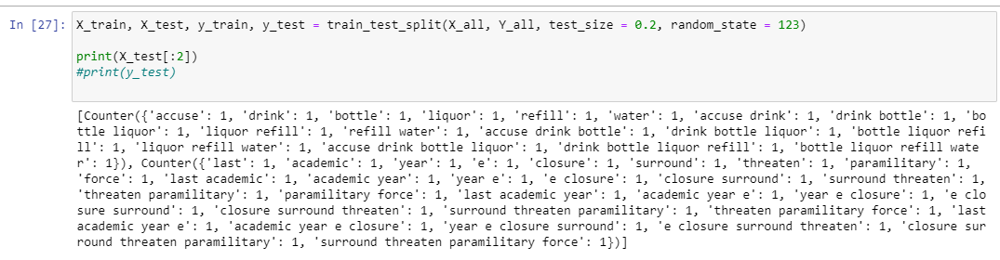 In [27]: X_train, X_test, y_train, y_test = train_test_split(X_all, Y_all, test_size = 0.2, random_state = 123)
print(X_test[:2])
#print(y_test)
[Counter({'accuse': 1, 'drink': 1, 'bottle': 1, 'liquor': 1, 'refill': 1, 'water': 1, 'accuse drink': 1, 'drink bottle': 1, 'bo
ttle liquor': 1, 'liquor refill': 1, 'refill water': 1, 'accuse drink bottle': 1, 'drink bottle liquor': 1, 'bottle liquor refi
ll': 1, 'liquor refill water': 1, 'accuse drink bottle liquor': 1, 'drink bottle liquor refill': 1, 'bottle liquor refill wate
r': 1}), Counter({'last': 1, 'academic': 1, 'year': 1, 'e': 1, 'closure': 1, 'surround': 1, 'threaten': 1, 'paramilitary': 1,
'force': 1, 'last academic': 1, 'academic year': 1, 'year e': 1, 'e closure': 1, 'closure surround': 1, 'surround threaten': 1,
'threaten paramilitary': 1, 'paramilitary force': 1, 'last academic year': 1, 'academic year e': 1, 'year e closure': 1, 'e clo
sure surround': 1, 'closure surround threaten': 1, 'surround threaten paramilitary': 1, 'threaten paramilitary force': 1, 'last
academic year e': 1, 'academic year e closure': 1, 'year e closure surround': 1, 'e closure surround threaten': 1, 'closure sur
round threaten paramilitary': 1, 'surround threaten paramilitary force': 1})]